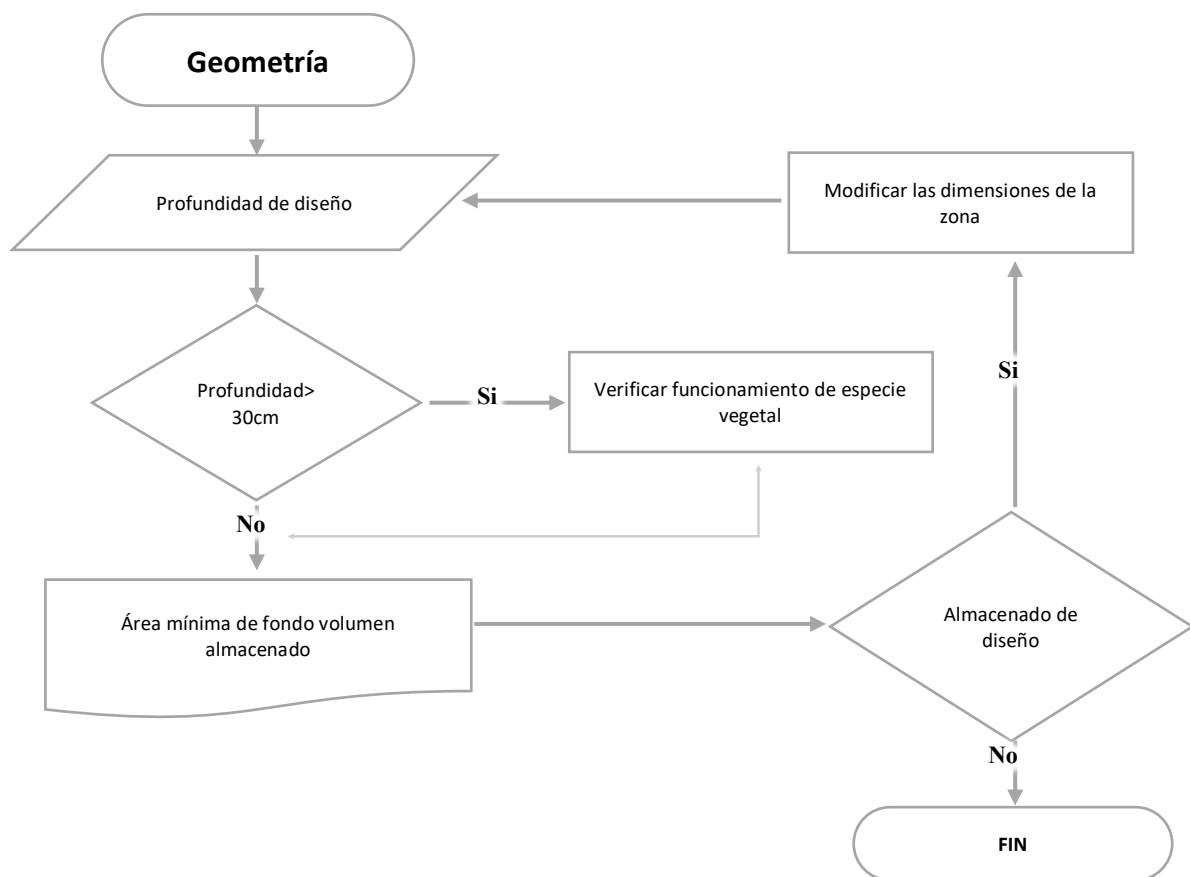 Geometría
Profundidad de diseño
Modificar las dimensiones de la
zona
Profundidad>
30cm
Si
Verificar funcionamiento de especie
vegetal
Si
No
Área mínima de fondo volumen
almacenado
Almacenado de
diseño
No
FIN